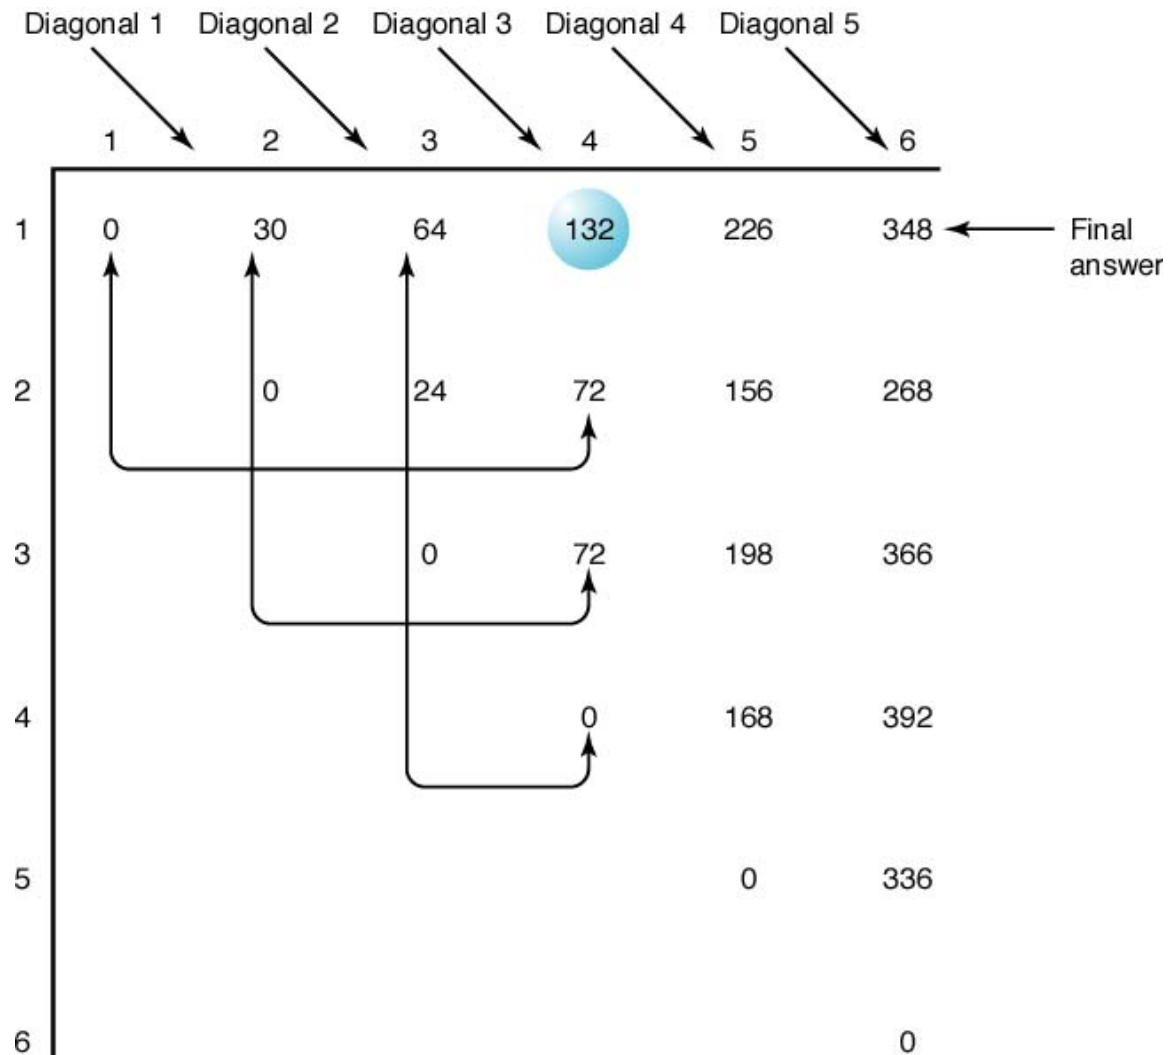 Diagonal 1 Diagonal 2 Diagonal 3 Diagonal 4 Diagonal 5
1 2 3 4 5 6
1 0 30 64 132 226 348 Final
answer
2 0 24 72 156 268
3 0 72 198 366
4 0 168 392
5 0 336
6 0